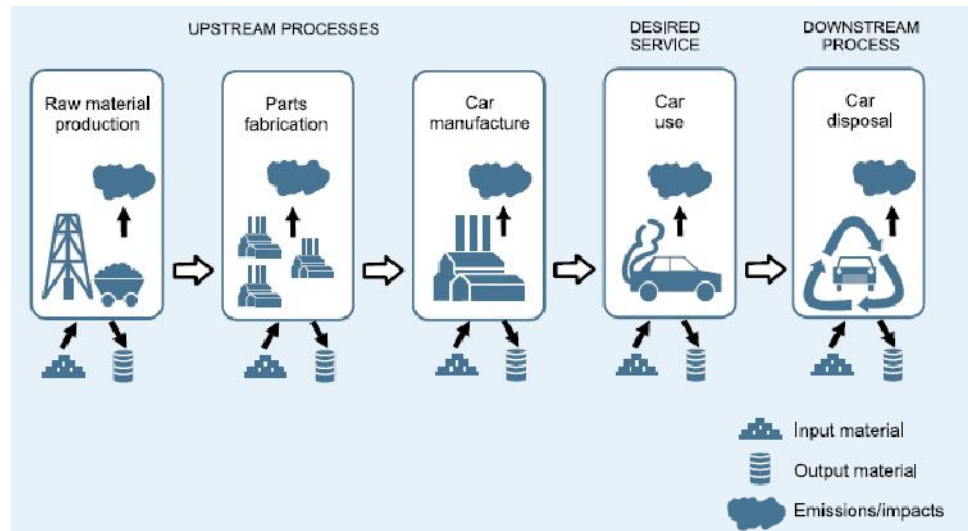 UPSTREAM PROCESSES
DESIRED
SERVICE
DOWNSTREAM
PROCESS
Raw material
production
Parts
fabrication
Car
manufacture
Car
use
Car
disposal
Input material
Output material
Emissions/impacts